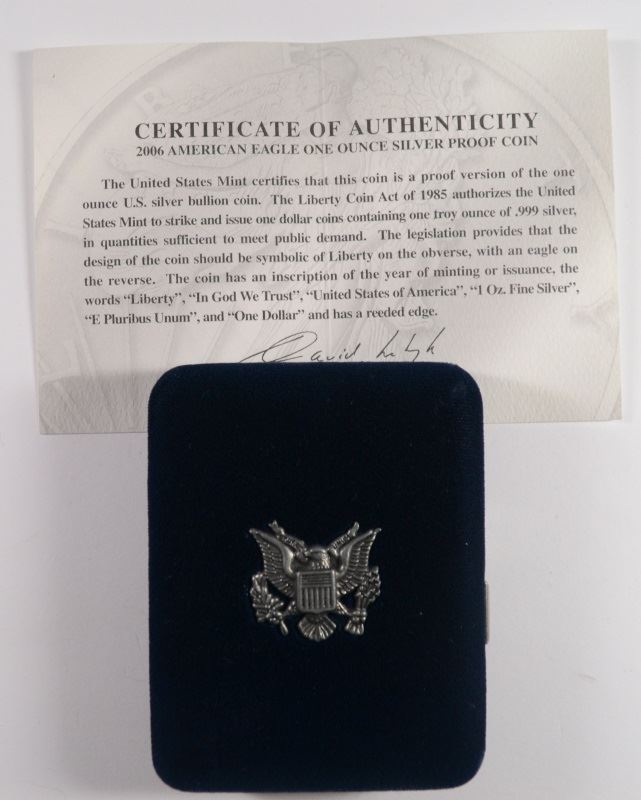 CERTIFICATE OF AUTHENTICITY
2006 AMERICAN EAGLE ONE OUNCE SILVER PROOF COIN
The United States Mint certifies that this coin is a proof version of the one
ounce U.S. silver bullion coin. The Liberty Coin Act of 1985 authorizes the United
States Mint to strike and issue one dollar coins containing one troy ounce of .999 silver,
in quantities sufficient to meet public demand. The legislation provides that the
design of the coin should be symbolic of Liberty on the obverse, with an eagle on
the reverse. The coin has an inscription of the year of minting or issuance, the
words “Liberty”, “In God We Trust”, “United States of America”, “1 Oz. Fine Silver”,
“E Pluribus Unum”, and “One Dollar” and has a reeded edge.
David